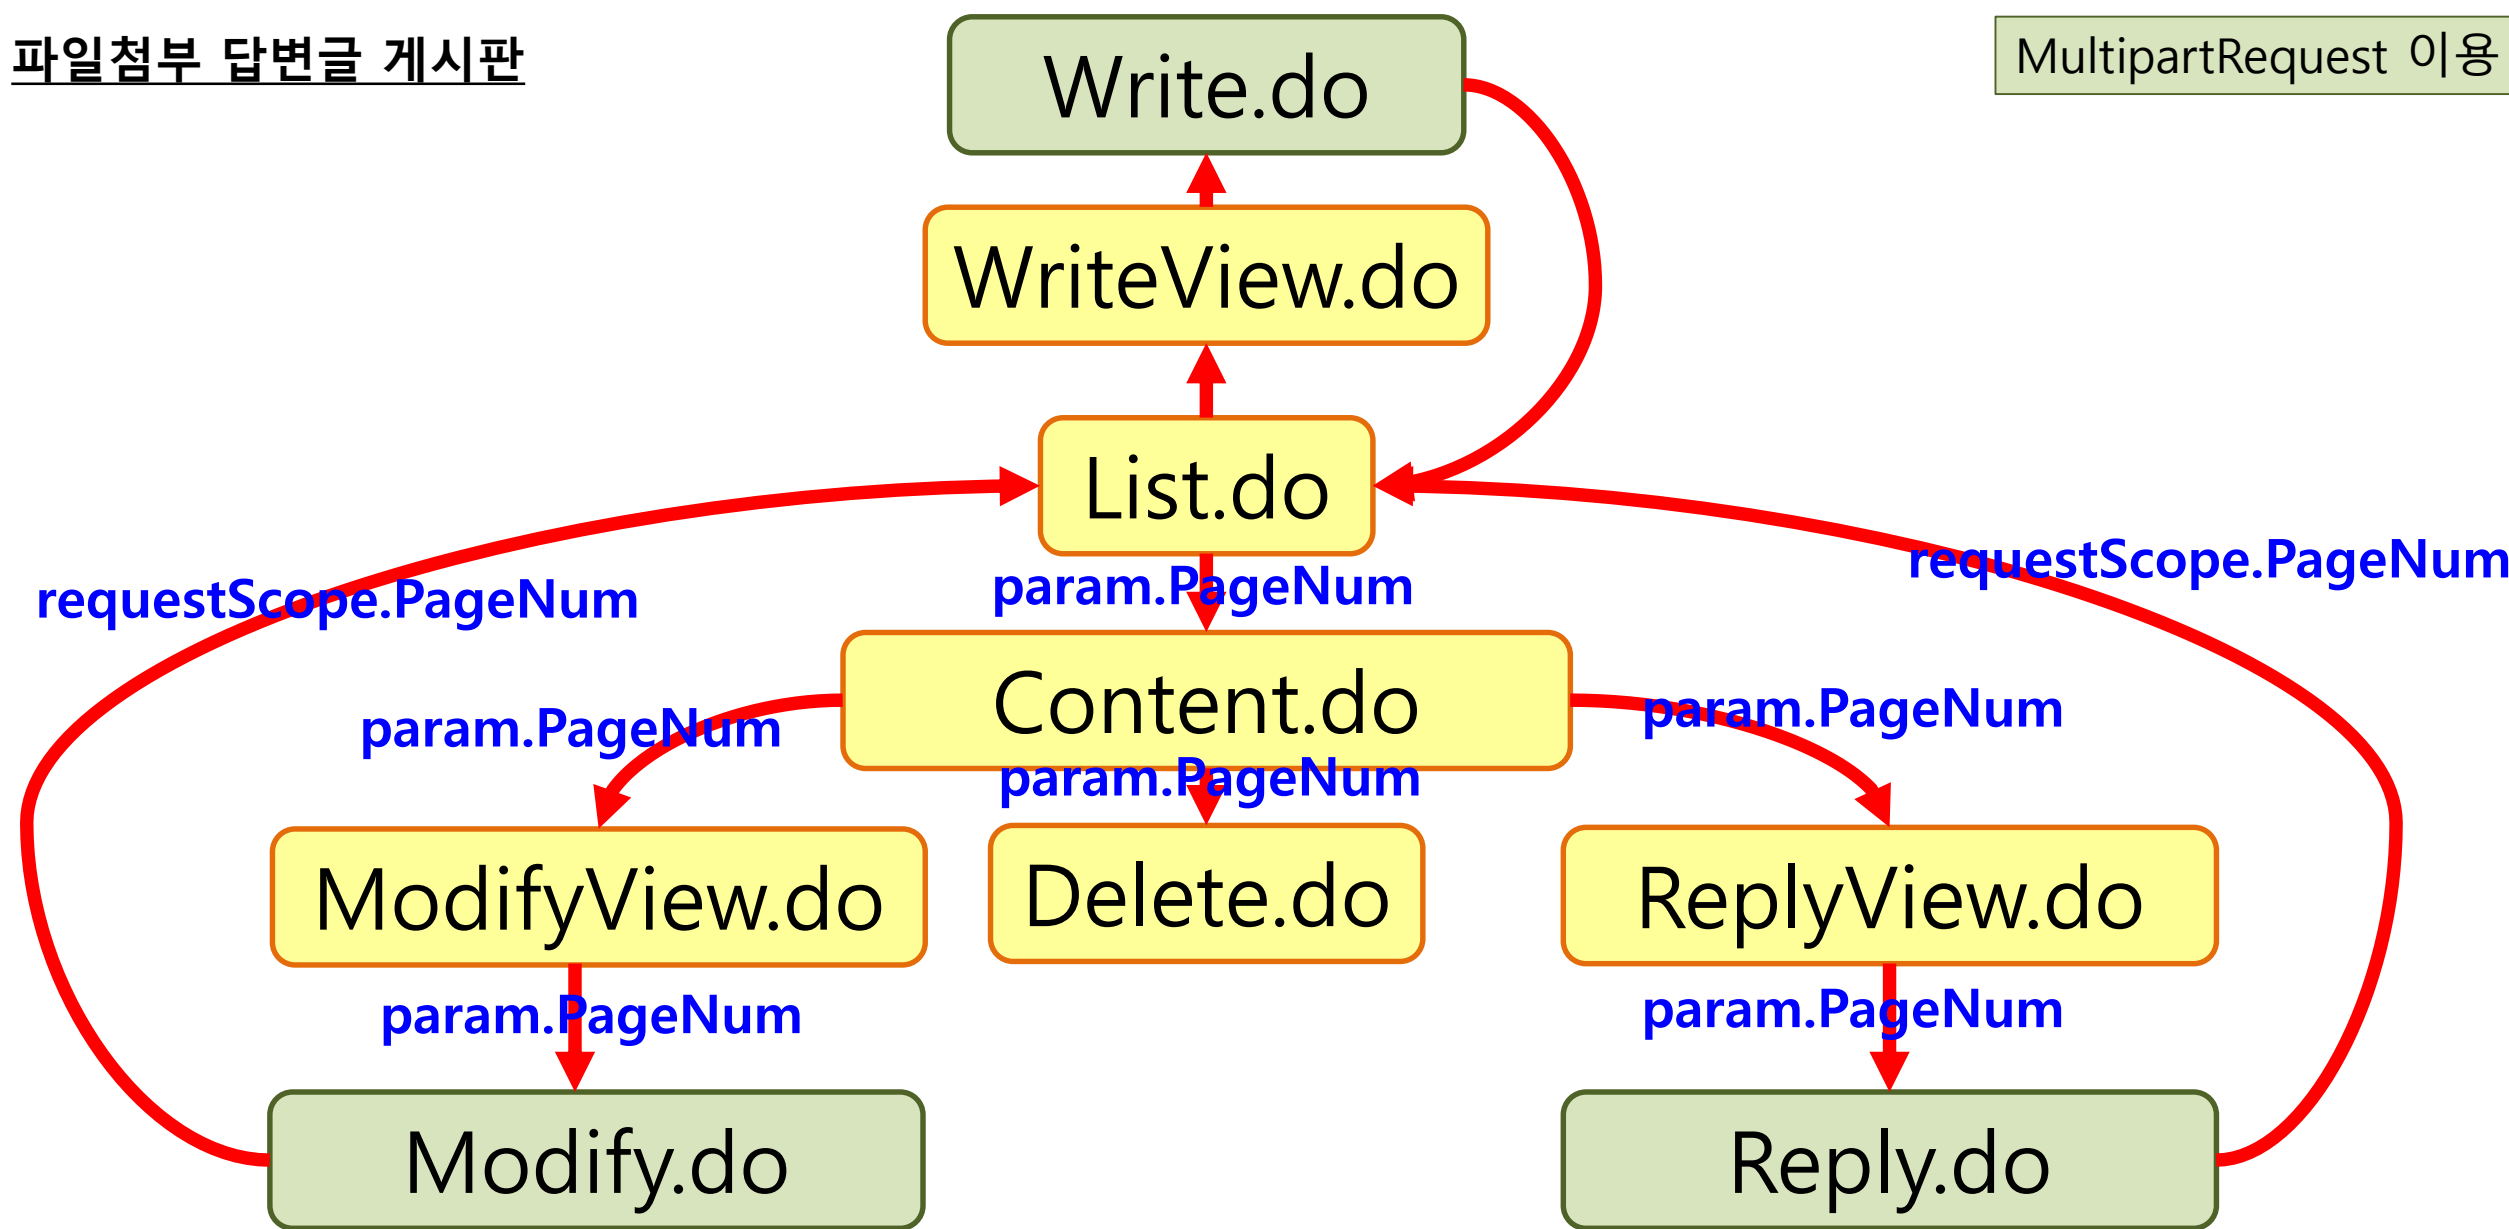 파일첨부 답변글 게시판
Write.do
MultipartRequest 이용
WriteView.do
List.do
requestScope.PageNum
param.PageNum
requestScope.PageNum
Content.do
param.PageNum
param.PageNum
param.PageNum
ModifyView.do
Delete.do
ReplyView.do
param.PageNum
param.PageNum
Modify.do
Reply.do